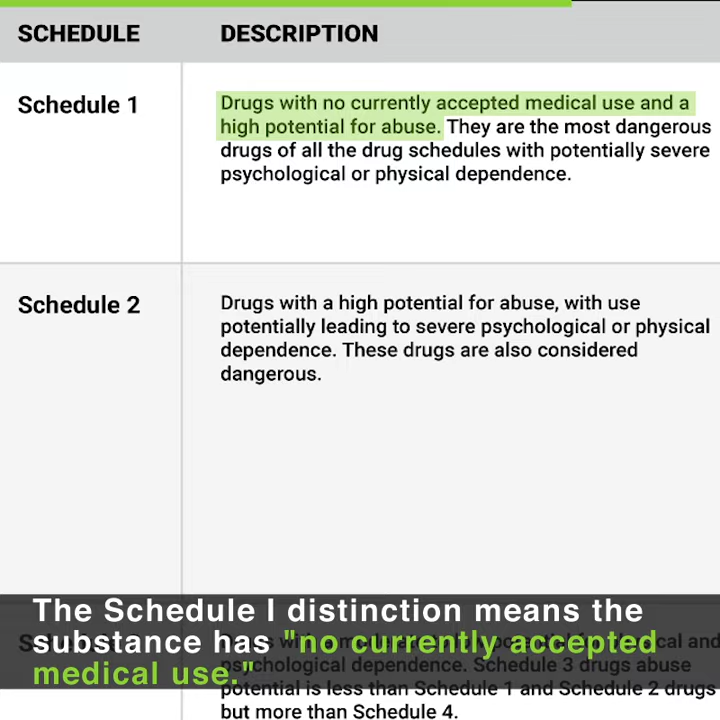 SCHEDULE DESCRIPTION
Schedule 1
Drugs with no currently accepted medical use and a
high potential for abuse. They are the most dangerous
drugs of all the drug schedules with potentially severe
psychological or physical dependence.
Schedule 2
Drugs with a high potential for abuse, with use
potentially leading to severe psychological or physical
dependence. These drugs are also considered
dangerous.
The Schedule I distinction means the
substance has "no currently accepted
medical use."
psychological dependence. Schedule 3 drugs abuse
potential is less than Schedule 1 and Schedule 2 drugs
but more than Schedule 4.